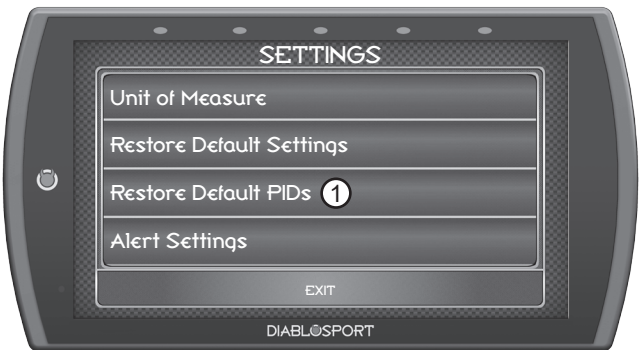 SETTINGS
Unit of Measure
Restore Default Settings
Restore Default PIDs 1
Alert Settings
EXIT
DIABLOSPORT